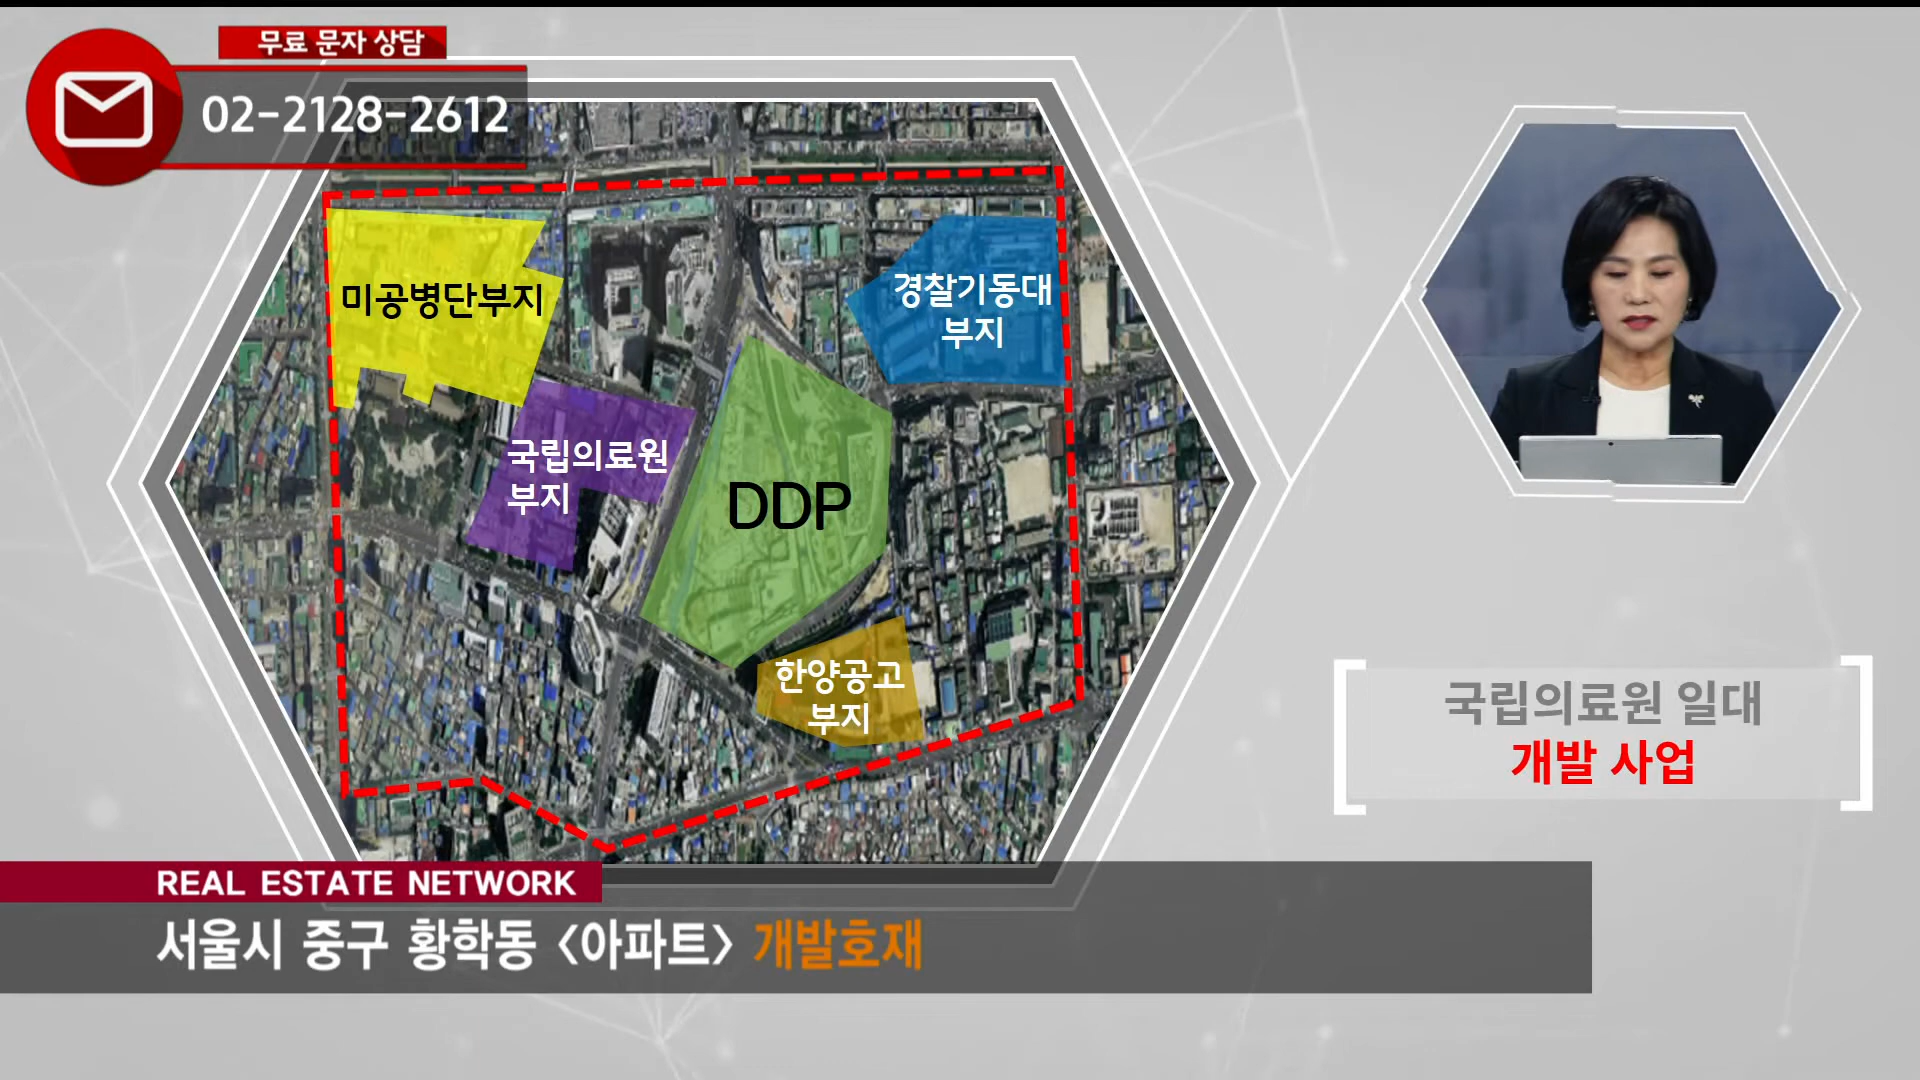 무료 문자 상담
02-2128-2612
미공병단부지
경찰기동대
부지
국립의료원
부지
DDP
한양공고
부지
국립의료원 일대
개발 사업
REAL ESTATE NETWORK
서울시 중구 황학동 <아파트> 개발호재